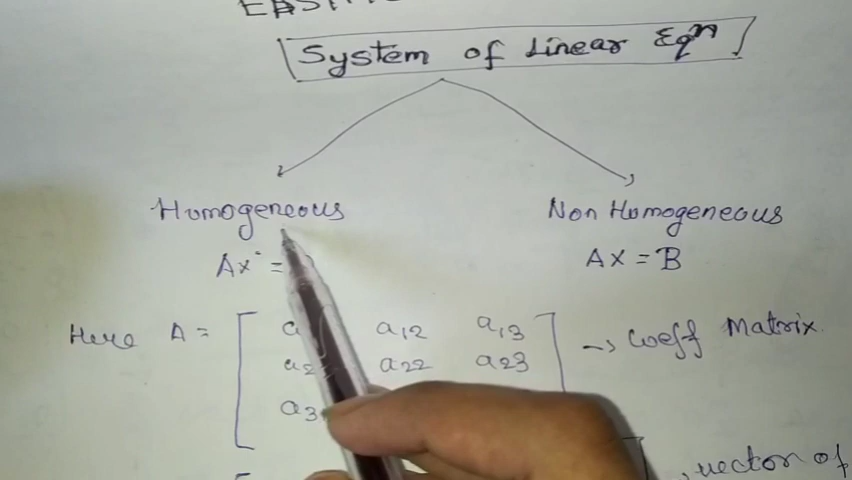 System of Linear Eqⁿ
Homogeneous
Non Homogeneous
AX =
AX = B
Here A =
a12 a13
→ Coeff Matrix.
a22 a23
, vector of